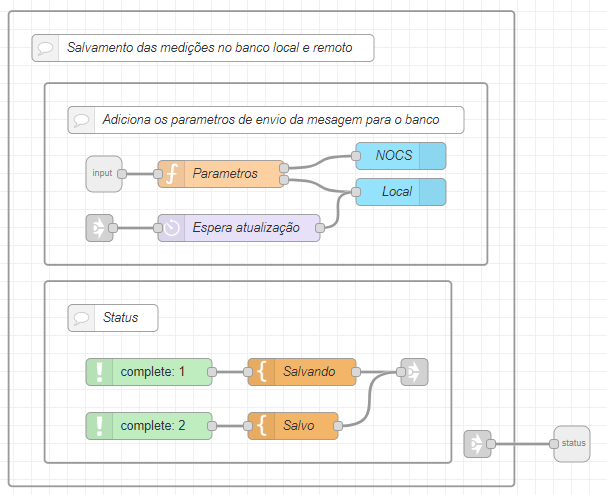 Salvamento das medições no banco local e remoto
Adiciona os parametros de envio da mesagem para o banco
input
Parametros
NOCS
Local
Espera atualização
Status
complete: 1
Salvando
complete: 2
Salvo
status